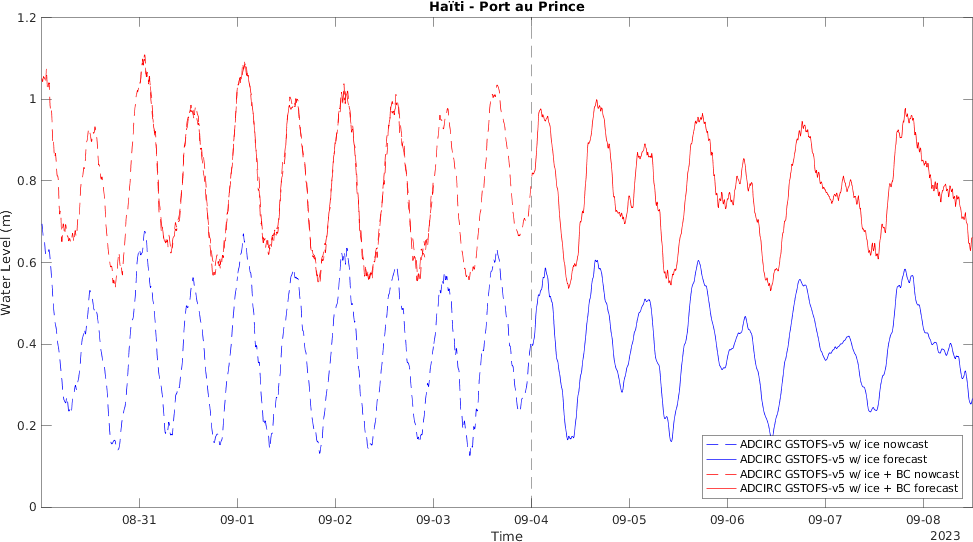 Haïti - Port au Prince
1.2
1
0.8
0.6
0.4
0.2
0
Water Level (m)
08-31
09-01
09-02
09-03
09-04
09-05
09-06
09-07
09-08
Time
2023
ADCIRC GSTOFS-v5 w/ ice nowcast
ADCIRC GSTOFS-v5 w/ ice forecast
ADCIRC GSTOFS-v5 w/ ice + BC nowcast
ADCIRC GSTOFS-v5 w/ ice + BC forecast